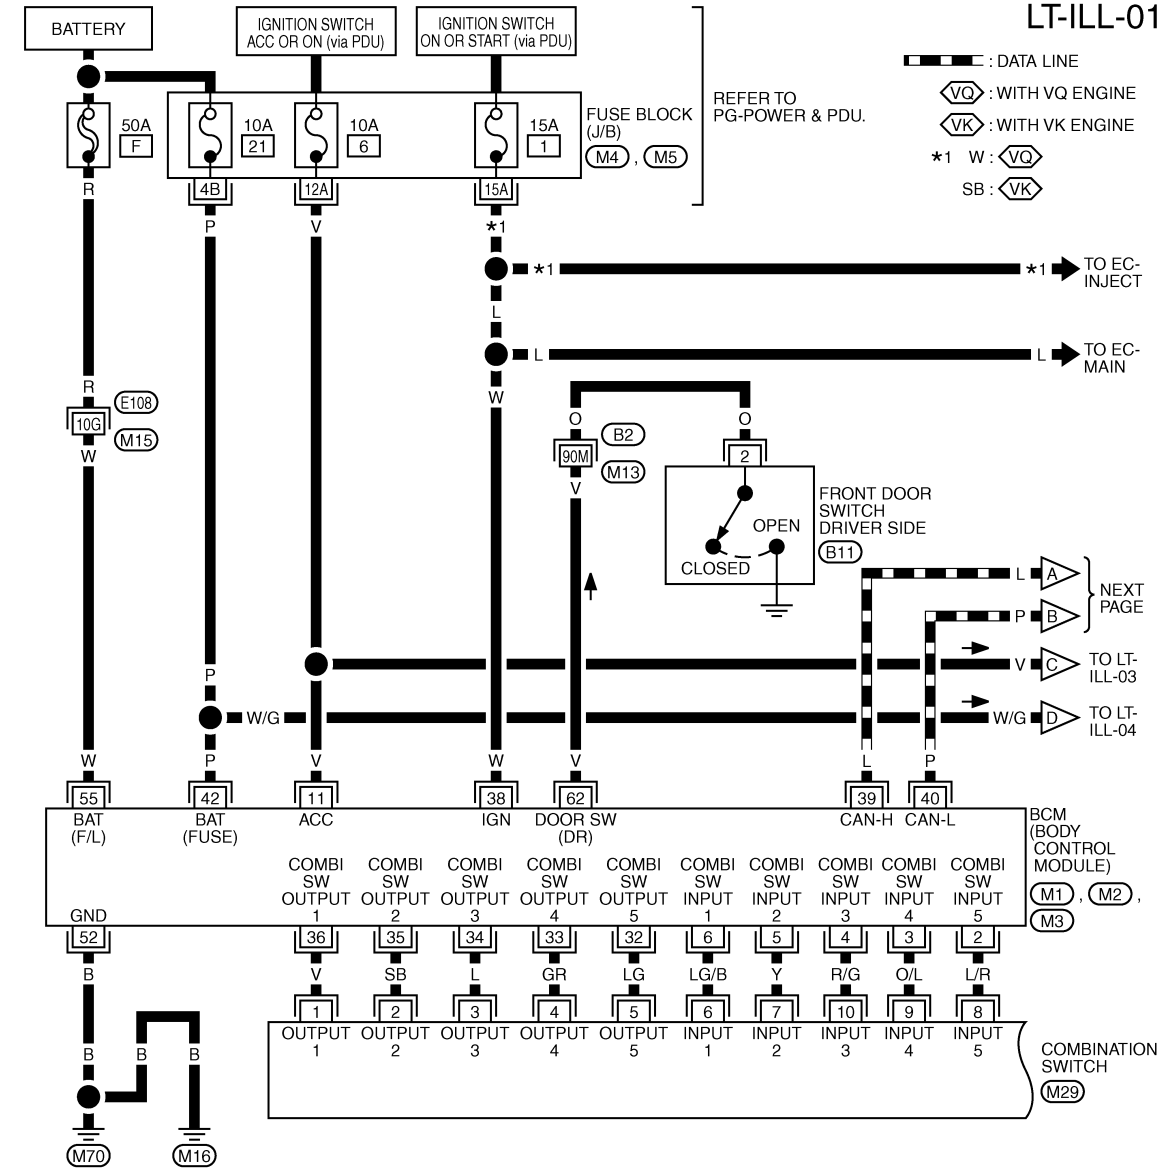 LT-ILL-01
BATTERY
IGNITION SWITCH
ACC OR ON (via PDU)
IGNITION SWITCH
ON OR START (via PDU)
: DATA LINE
VQ : WITH VQ ENGINE
VK : WITH VK ENGINE
*1 W : VQ
SB : VK
50A
F
10A
21
10A
6
15A
1
FUSE BLOCK
(J/B)
M4 , M5
REFER TO
PG-POWER & PDU.
R
4B
12A
15A
P
V
*1
*1
*1
TO EC-
INJECT
L
L
L
TO EC-
MAIN
R
W
E108
10G
M15
W
O
O
B2
90M
M13
V
2
FRONT DOOR
SWITCH
DRIVER SIDE
B11
OPEN
CLOSED
L
A
P
B
NEXT
PAGE
V
C
TO LT-
ILL-03
P
W/G
W/G
D
TO LT-
ILL-04
W
P
V
W
V
L
P
55
42
11
38
62
39
40
BAT
(F/L)
BAT
(FUSE)
ACC
IGN
DOOR SW
(DR)
CAN-H
CAN-L
BCM
(BODY
CONTROL
MODULE)
M1 , M2 ,
M3
COMBI
SW
OUTPUT
1
COMBI
SW
OUTPUT
2
COMBI
SW
OUTPUT
3
COMBI
SW
OUTPUT
4
COMBI
SW
OUTPUT
5
COMBI
SW
INPUT
1
COMBI
SW
INPUT
2
COMBI
SW
INPUT
3
COMBI
SW
INPUT
4
COMBI
SW
INPUT
5
GND
52
36
35
34
33
32
6
5
4
3
2
B
V
SB
L
GR
LG
LG/B
Y
R/G
O/L
L/R
1
2
3
4
5
6
7
10
9
8
OUTPUT
1
OUTPUT
2
OUTPUT
3
OUTPUT
4
OUTPUT
5
INPUT
1
INPUT
2
INPUT
3
INPUT
4
INPUT
5
COMBINATION
SWITCH
M29
B
B
B
M70
M16